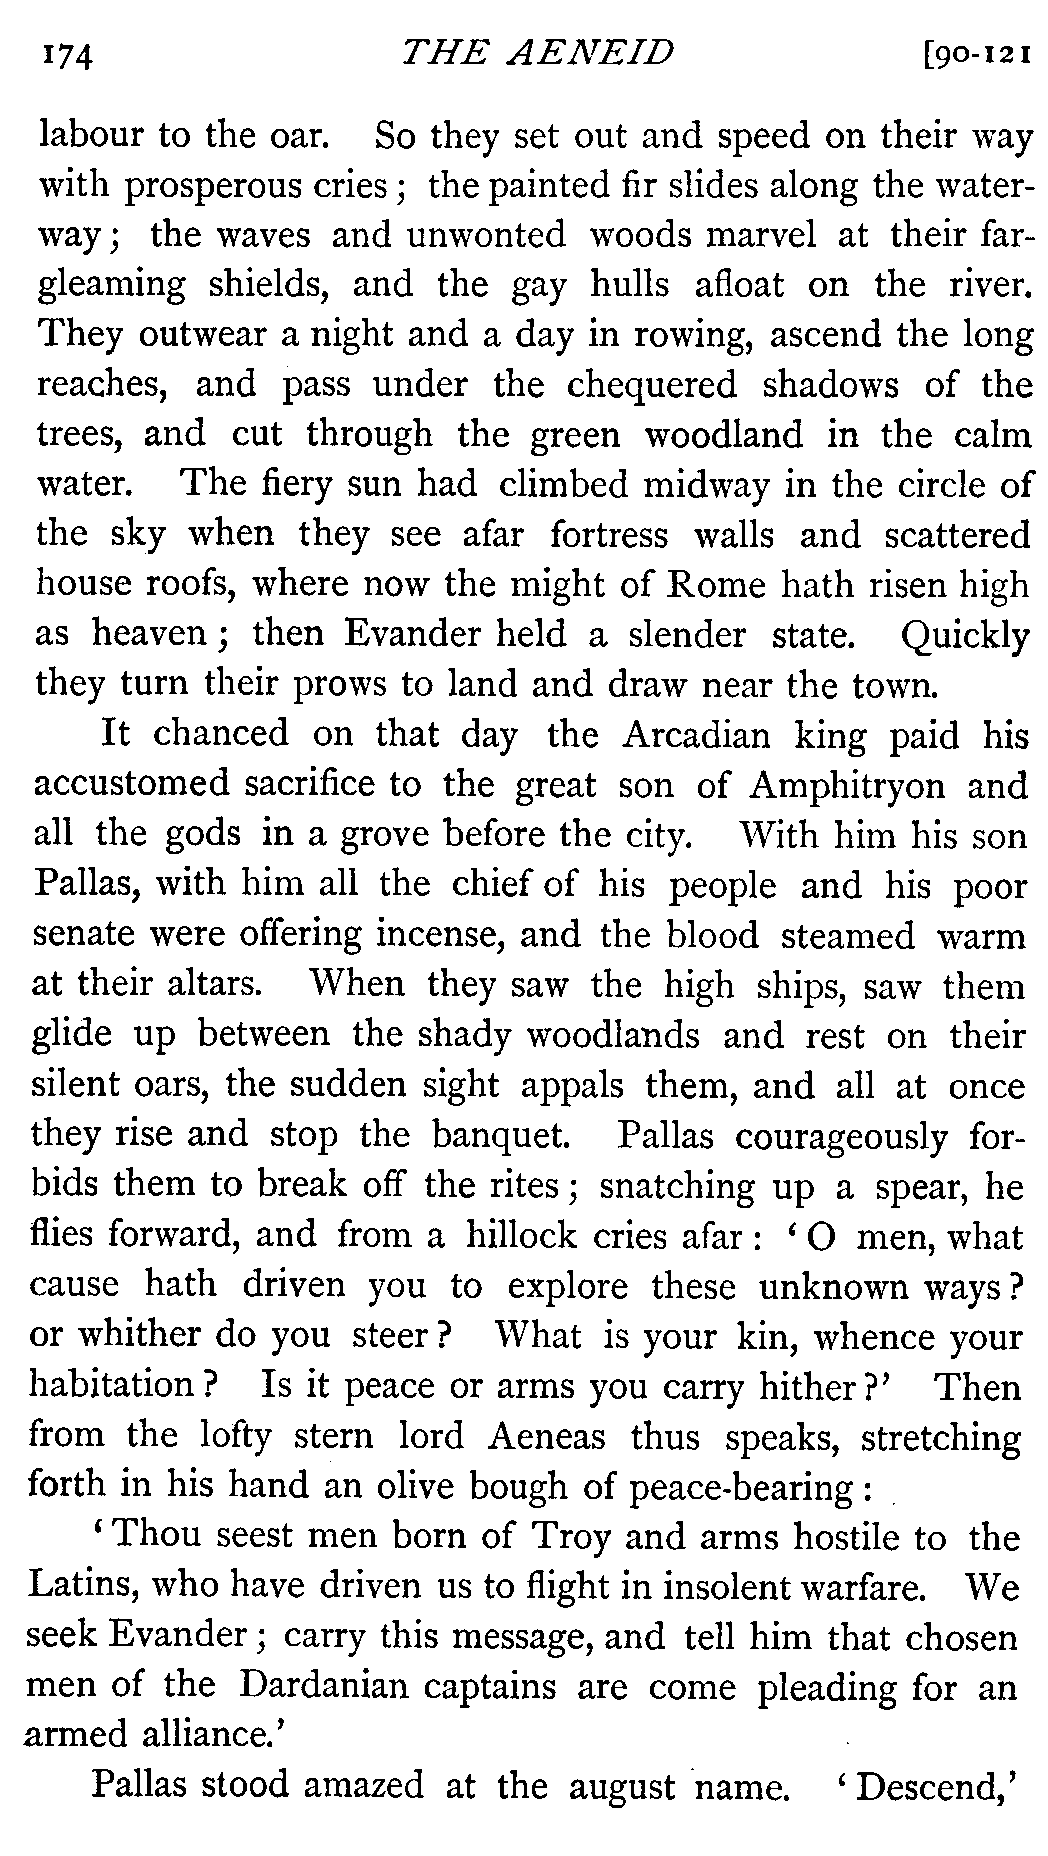 174 THE AENEID [90-121
labour to the oar. So they set out and speed on their way
with prosperous cries ; the painted fir slides along the water-
way ; the waves and unwonted woods marvel at their far-
gleaming shields, and the gay hulls afloat on the river.
They outwear a night and a day in rowing, ascend the long
reaches, and pass under the chequered shadows of the
trees, and cut through the green woodland in the calm
water. The fiery sun had climbed midway in the circle of
the sky when they see afar fortress walls and scattered
house roofs, where now the might of Rome hath risen high
as heaven ; then Evander held a slender state. Quickly
they turn their prows to land and draw near the town.
It chanced on that day the Arcadian king paid his
accustomed sacrifice to the great son of Amphitryon and
all the gods in a grove before the city. With him his son
Pallas, with him all the chief of his people and his poor
senate were offering incense, and the blood steamed warm
at their altars. When they saw the high ships, saw them
glide up between the shady woodlands and rest on their
silent oars, the sudden sight appals them, and all at once
they rise and stop the banquet. Pallas courageously for-
bids them to break off the rites ; snatching up a spear, he
flies forward, and from a hillock cries afar : ‘ O men, what
cause hath driven you to explore these unknown ways ?
or whither do you steer ? What is your kin, whence your
habitation ? Is it peace or arms you carry hither ?’ Then
from the lofty stern lord Aeneas thus speaks, stretching
forth in his hand an olive bough of peace-bearing :
‘ Thou seest men born of Troy and arms hostile to the
Latins, who have driven us to flight in insolent warfare. We
seek Evander ; carry this message, and tell him that chosen
men of the Dardanian captains are come pleading for an
armed alliance.’
Pallas stood amazed at the august name. ‘ Descend,’